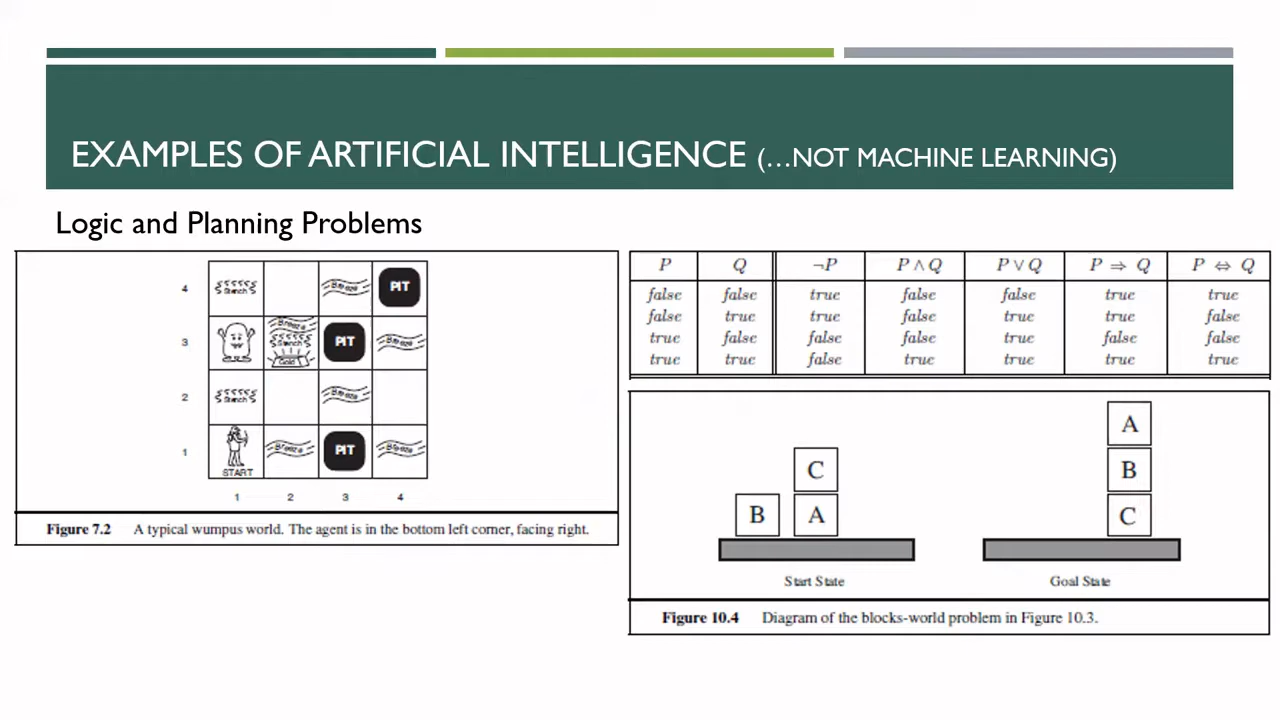 EXAMPLES OF ARTIFICIAL INTELLIGENCE (...NOT MACHINE LEARNING)
Logic and Planning Problems
4 Stench Breeze PIT
3 Breeze Stench Gold PIT Breeze
2 Stench Breeze
1 START Breeze PIT Breeze
1 2 3 4
Figure 7.2 A typical wumpus world. The agent is in the bottom left corner, facing right.
P Q ¬P P ∧ Q P ∨ Q P ⇒ Q P ⇔ Q
false false true false false true true
false true true false true true false
true false false false true false false
true true false true true true true
C A
B A B
C
Start State Goal State
Figure 10.4 Diagram of the blocks-world problem in Figure 10.3.